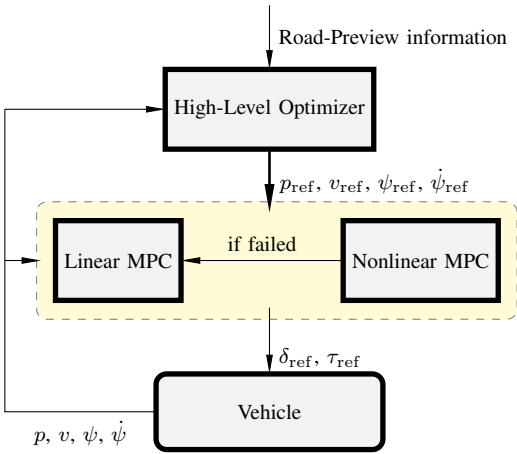 Road-Preview information
High-Level Optimizer
p_ref, v_ref, ψ_ref, ψ̇_ref
Linear MPC
if failed
Nonlinear MPC
δ_ref, τ_ref
Vehicle
p, v, ψ, ψ̇